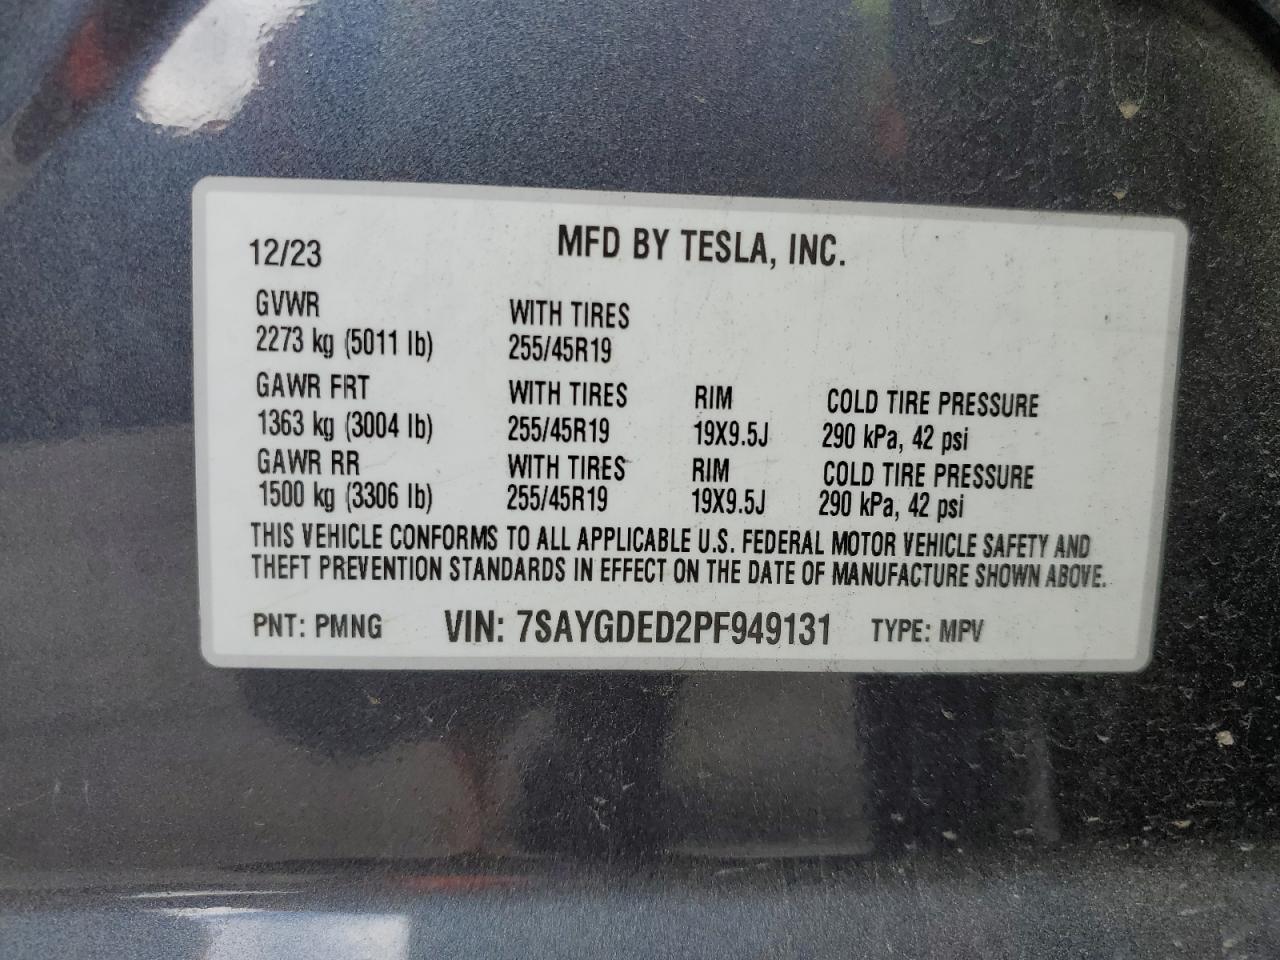 12/23 MFD BY TESLA, INC.
GVWR WITH TIRES
2273 kg (5011 lb) 255/45R19
GAWR FRT WITH TIRES RIM COLD TIRE PRESSURE
1363 kg (3004 lb) 255/45R19 19X9.5J 290 kPa, 42 psi
GAWR RR WITH TIRES RIM COLD TIRE PRESSURE
1500 kg (3306 lb) 255/45R19 19X9.5J 290 kPa, 42 psi
THIS VEHICLE CONFORMS TO ALL APPLICABLE U.S. FEDERAL MOTOR VEHICLE SAFETY AND
THEFT PREVENTION STANDARDS IN EFFECT ON THE DATE OF MANUFACTURE SHOWN ABOVE.
PNT: PMNG VIN: 7SAYGDED2PF949131 TYPE: MPV